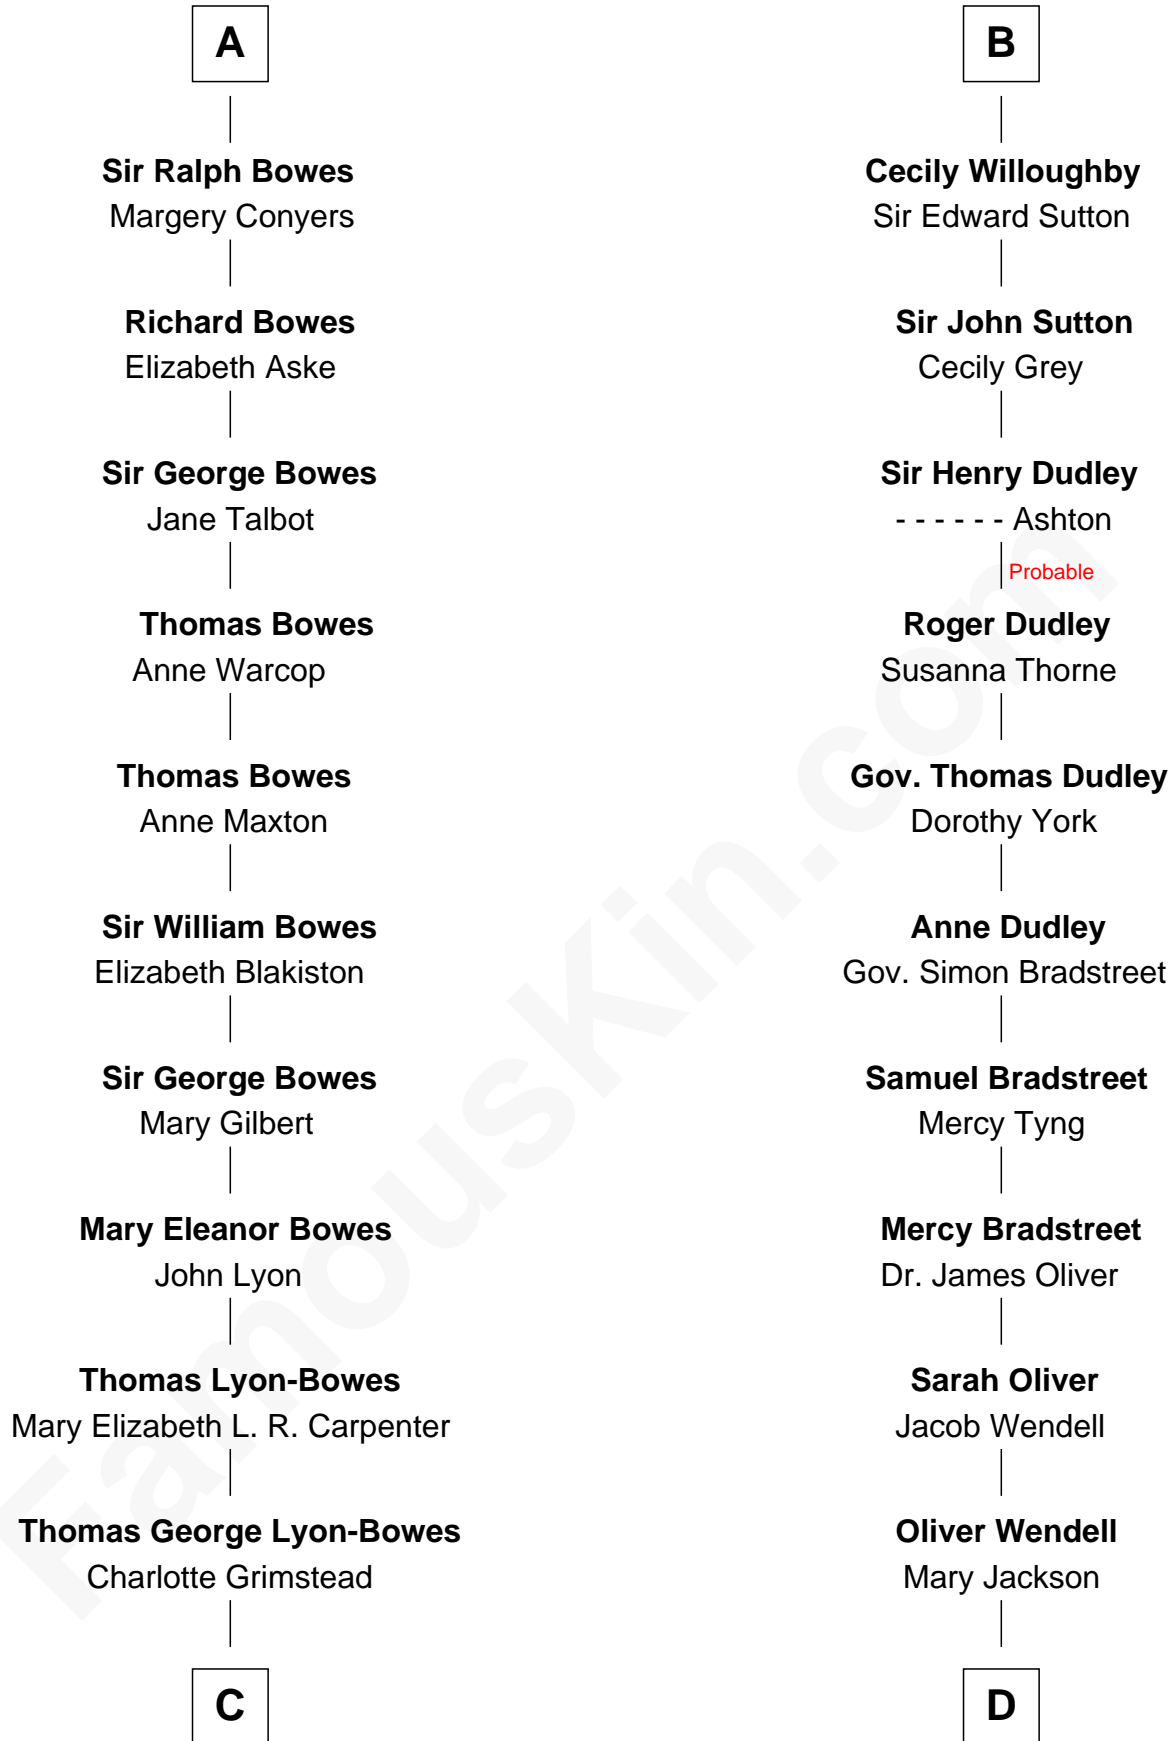 A
Sir Ralph Bowes
Margery Conyers
Richard Bowes
Elizabeth Aske
Sir George Bowes
Jane Talbot
Thomas Bowes
Anne Warcop
Thomas Bowes
Anne Maxton
Sir William Bowes
Elizabeth Blakiston
Sir George Bowes
Mary Gilbert
Mary Eleanor Bowes
John Lyon
Thomas Lyon-Bowes
Mary Elizabeth L. R. Carpenter
Thomas George Lyon-Bowes
Charlotte Grimstead
C
B
Cecily Willoughby
Sir Edward Sutton
Sir John Sutton
Cecily Grey
Sir Henry Dudley
- - - - - - Ashton
Probable
Roger Dudley
Susanna Thorne
Gov. Thomas Dudley
Dorothy York
Anne Dudley
Gov. Simon Bradstreet
Samuel Bradstreet
Mercy Tyng
Mercy Bradstreet
Dr. James Oliver
Sarah Oliver
Jacob Wendell
Oliver Wendell
Mary Jackson
D
FamousKin.com